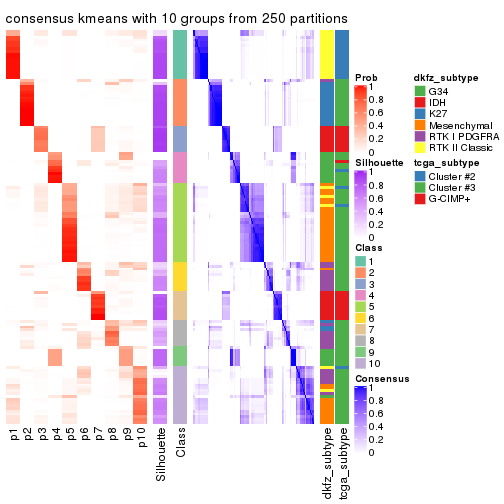 consensus kmeans with 10 groups from 250 partitions
Prob
1
0.8
0.6
0.4
0.2
0
Silhouette
1
0.8
0.6
0.4
0.2
0
Class
1
2
3
4
5
6
7
8
9
10
Consensus
1
0.8
0.6
0.4
0.2
0
dkfz_subtype
G34
IDH
K27
Mesenchymal
RTK I PDGFRA
RTK II Classic
tcga_subtype
Cluster #2
Cluster #3
G-CIMP+
p1
p2
p3
p4
p5
p6
p7
p8
p9
p10
Silhouette
Class
dkfz_subtype
tcga_subtype